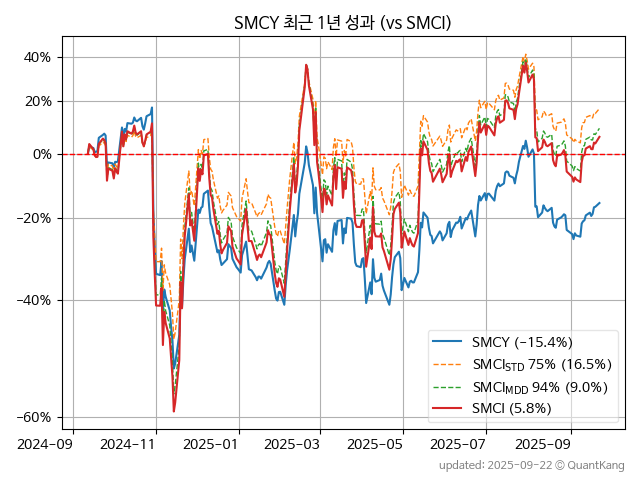 SMCY 최근 1년 성과 (vs SMCI)
40%
20%
0%
−20%
−40%
−60%
2024-09
2024-11
2025-01
2025-03
2025-05
2025-07
2025-09
SMCY (−15.4%)
SMCI_STD 75% (16.5%)
SMCI_MDD 94% (9.0%)
SMCI (5.8%)
updated: 2025-09-22 ⓒ QuantKang